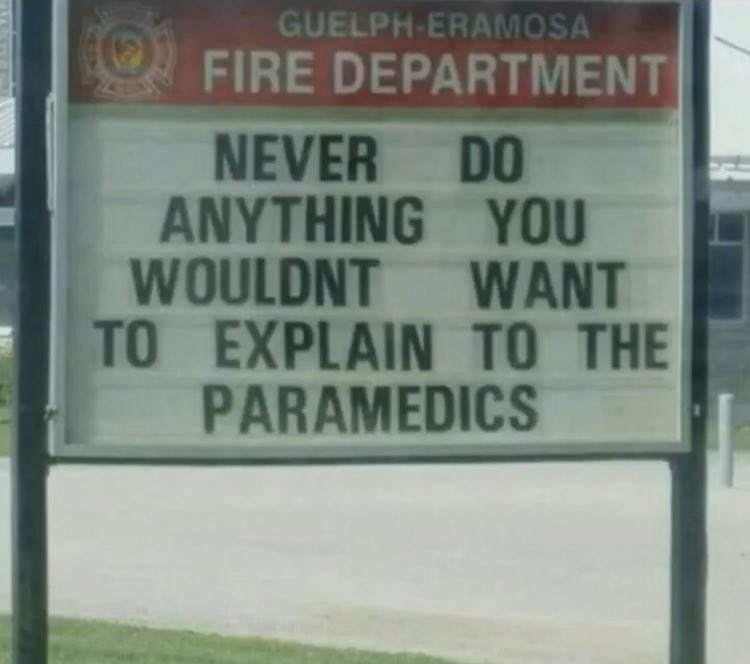 GUELPH-ERAMOSA
FIRE DEPARTMENT
NEVER DO
ANYTHING YOU
WOULDNT WANT
TO EXPLAIN TO THE
PARAMEDICS